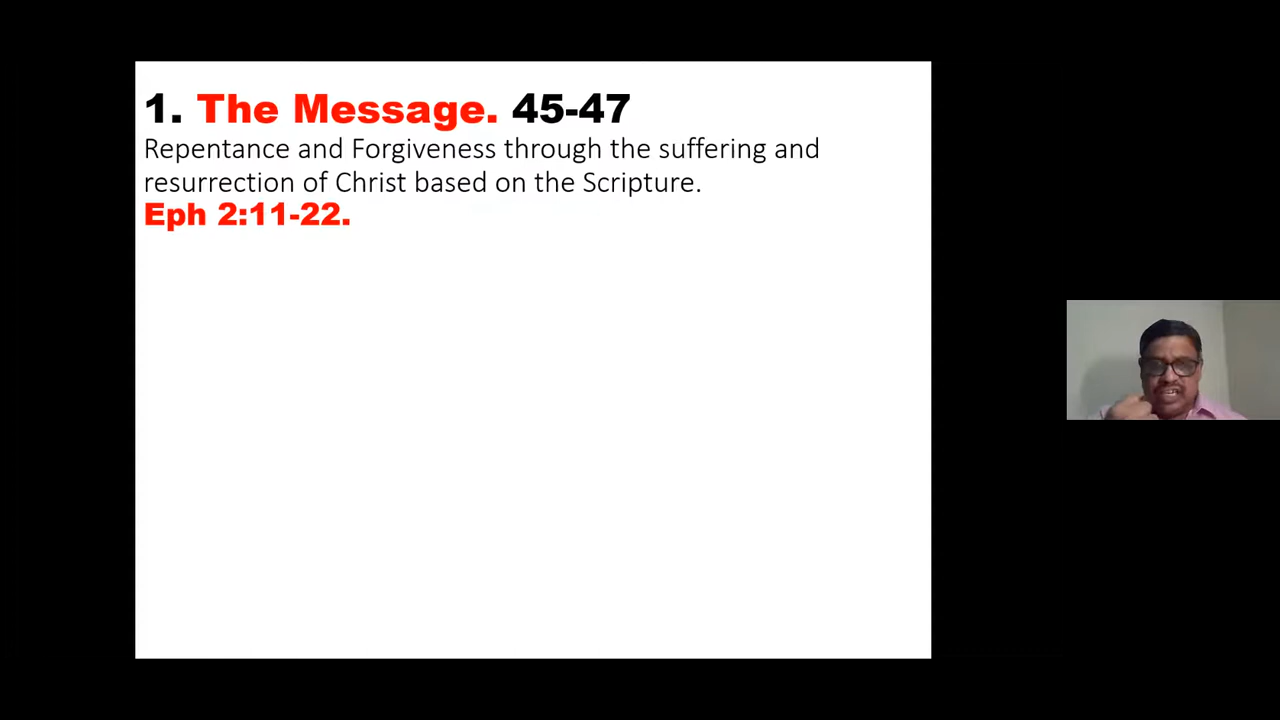 1. The Message. 45-47
Repentance and Forgiveness through the suffering and
resurrection of Christ based on the Scripture.
Eph 2:11-22.